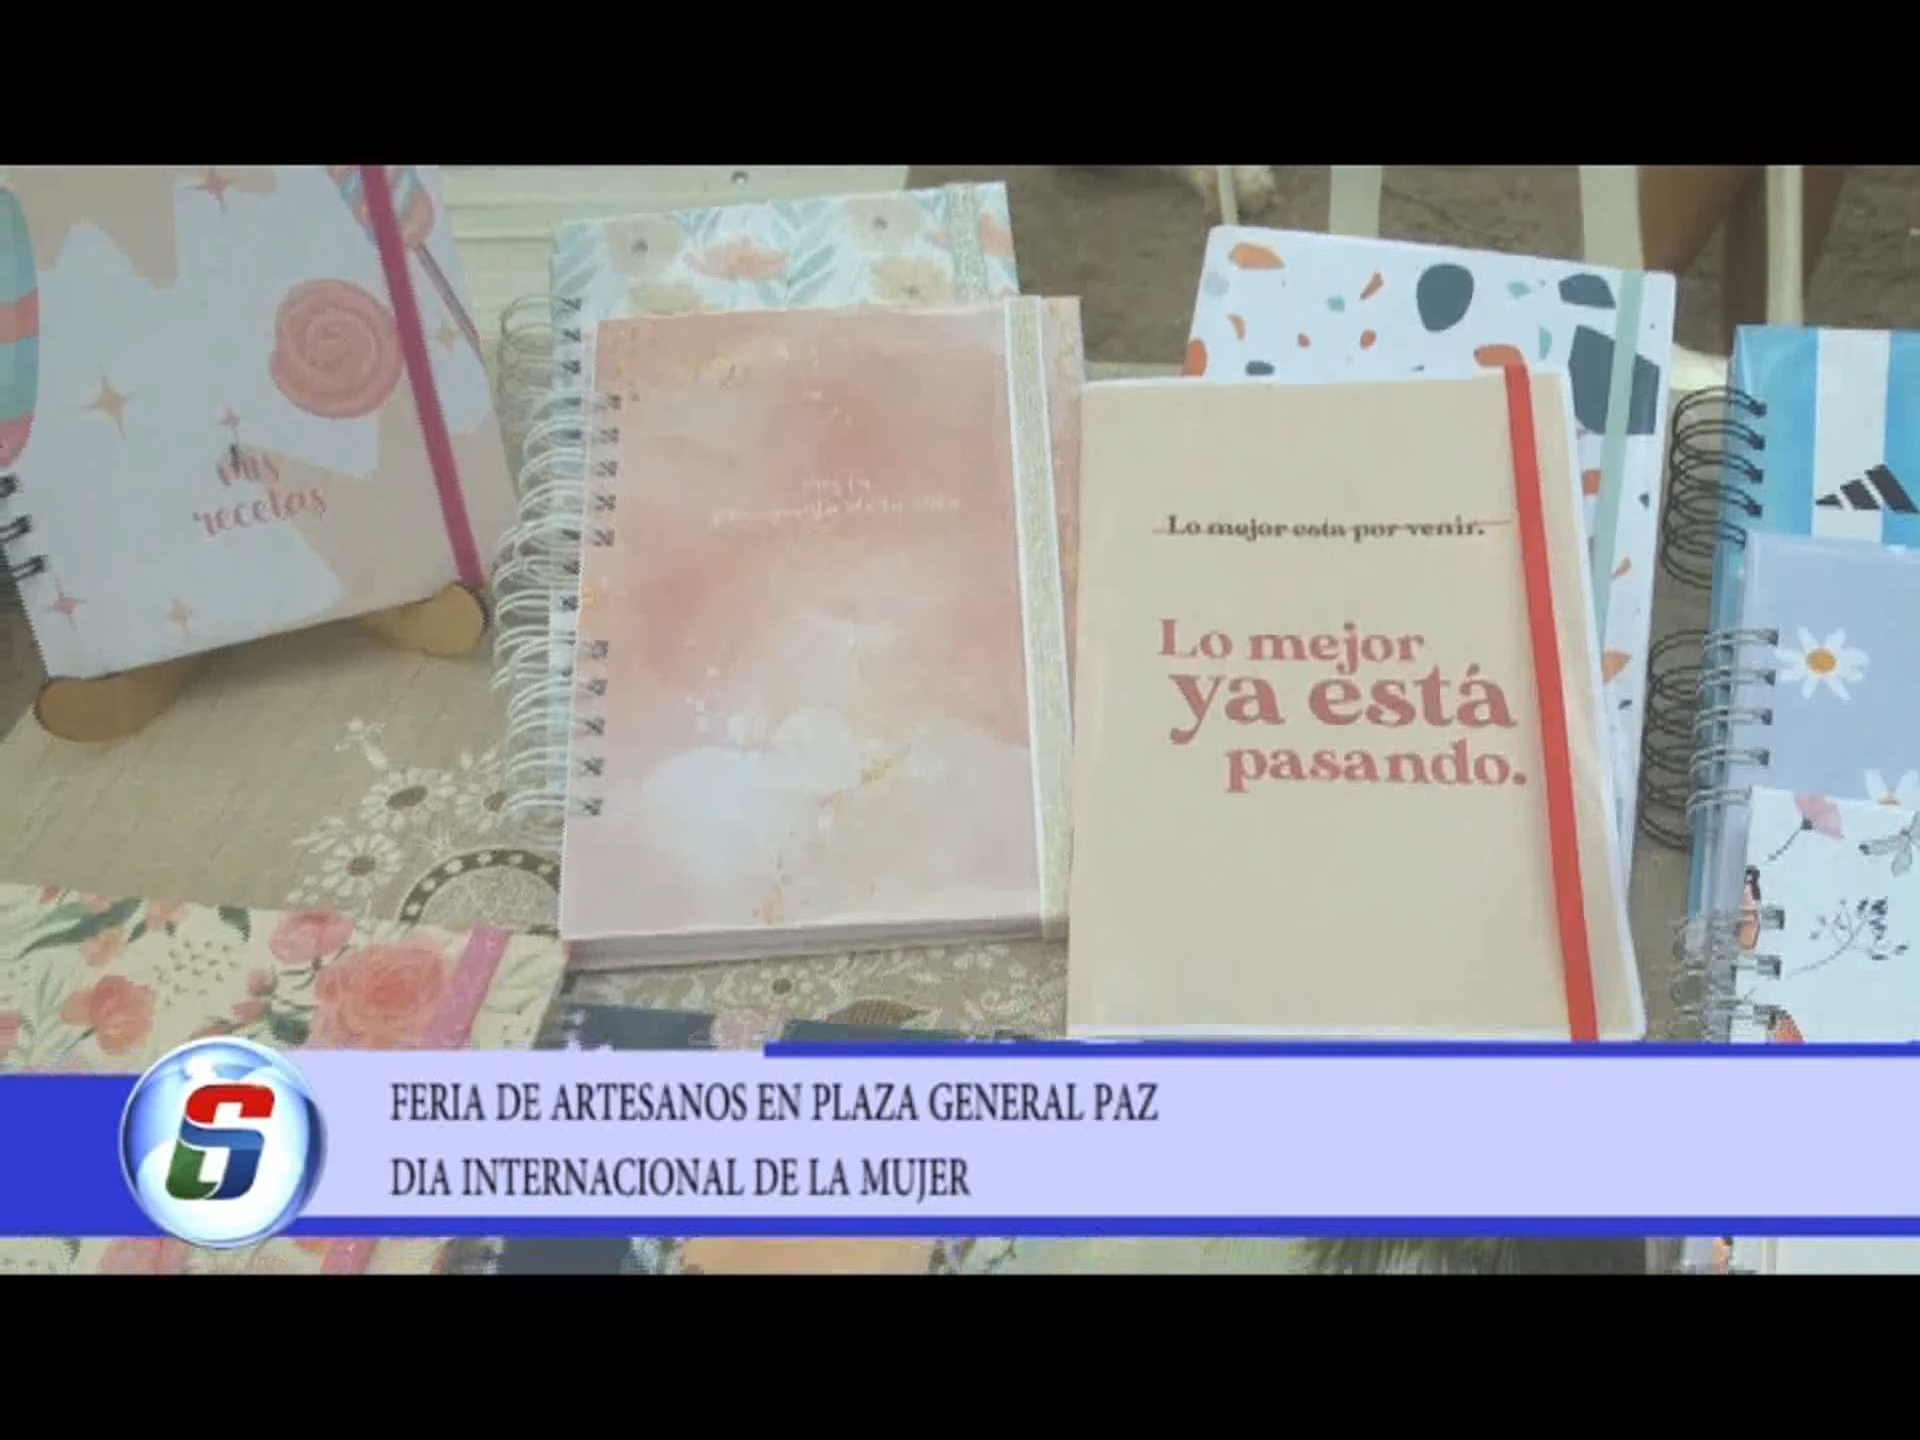 mis
recetas
Lo mejor esta por venir.
Lo mejor
ya está
pasando.
FERIA DE ARTESANOS EN PLAZA GENERAL PAZ
DIA INTERNACIONAL DE LA MUJER